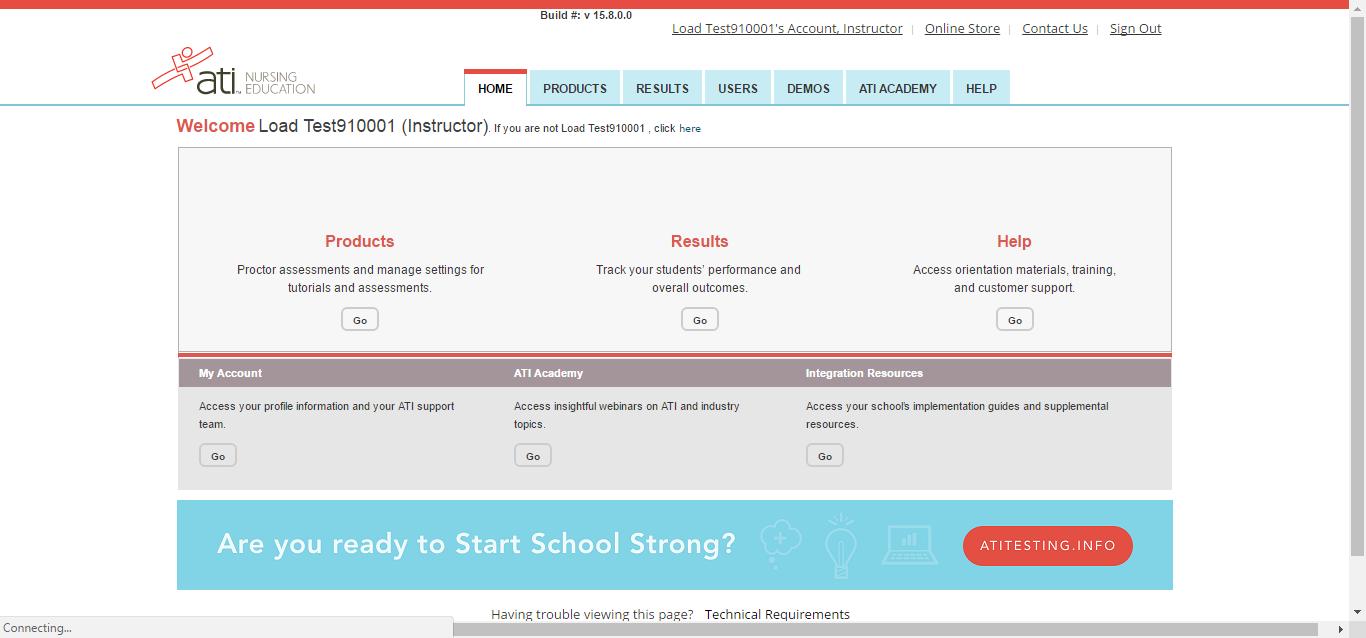 Build #: v 15.8.0.0
Load Test910001's Account, Instructor | Online Store | Contact Us | Sign Out
ati NURSING
EDUCATION
HOME PRODUCTS RESULTS USERS DEMOS ATI ACADEMY HELP
Welcome Load Test910001 (Instructor). If you are not Load Test910001 , click here
Products
Proctor assessments and manage settings for
tutorials and assessments.
Go
Results
Track your students' performance and
overall outcomes.
Go
Help
Access orientation materials, training,
and customer support.
Go
My Account
Access your profile information and your ATI support
team.
Go
ATI Academy
Access insightful webinars on ATI and industry
topics.
Go
Integration Resources
Access your school's implementation guides and supplemental
resources.
Go
Are you ready to Start School Strong?
ATITESTING.INFO
Having trouble viewing this page? Technical Requirements
Connecting...